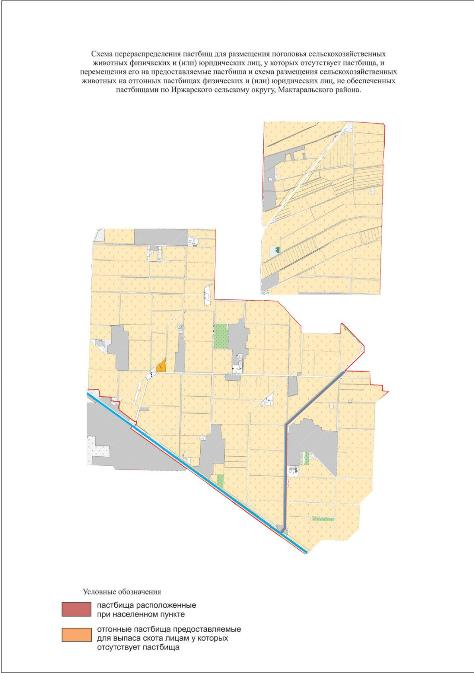 Схема перераспределения пастбищ для размещения поголовья сельскохозяйственных
животных физических и (или) юридических лиц, у которых отсутствует пастбища, и
перемещения его на предоставляемые пастбиша и схема размещения сельскохозяйственных
животных на отгонных пастбищах физических и (или) юридических лиц, не обеспеченных
пастбищами по Иржарского сельскому округу, Мактаральского района.
Условные обозначения
пастбища расположенные
при населенном пункте
отгонные пастбища предоставляемые
для выпаса скота лицам у которых
отсутствует пастбища